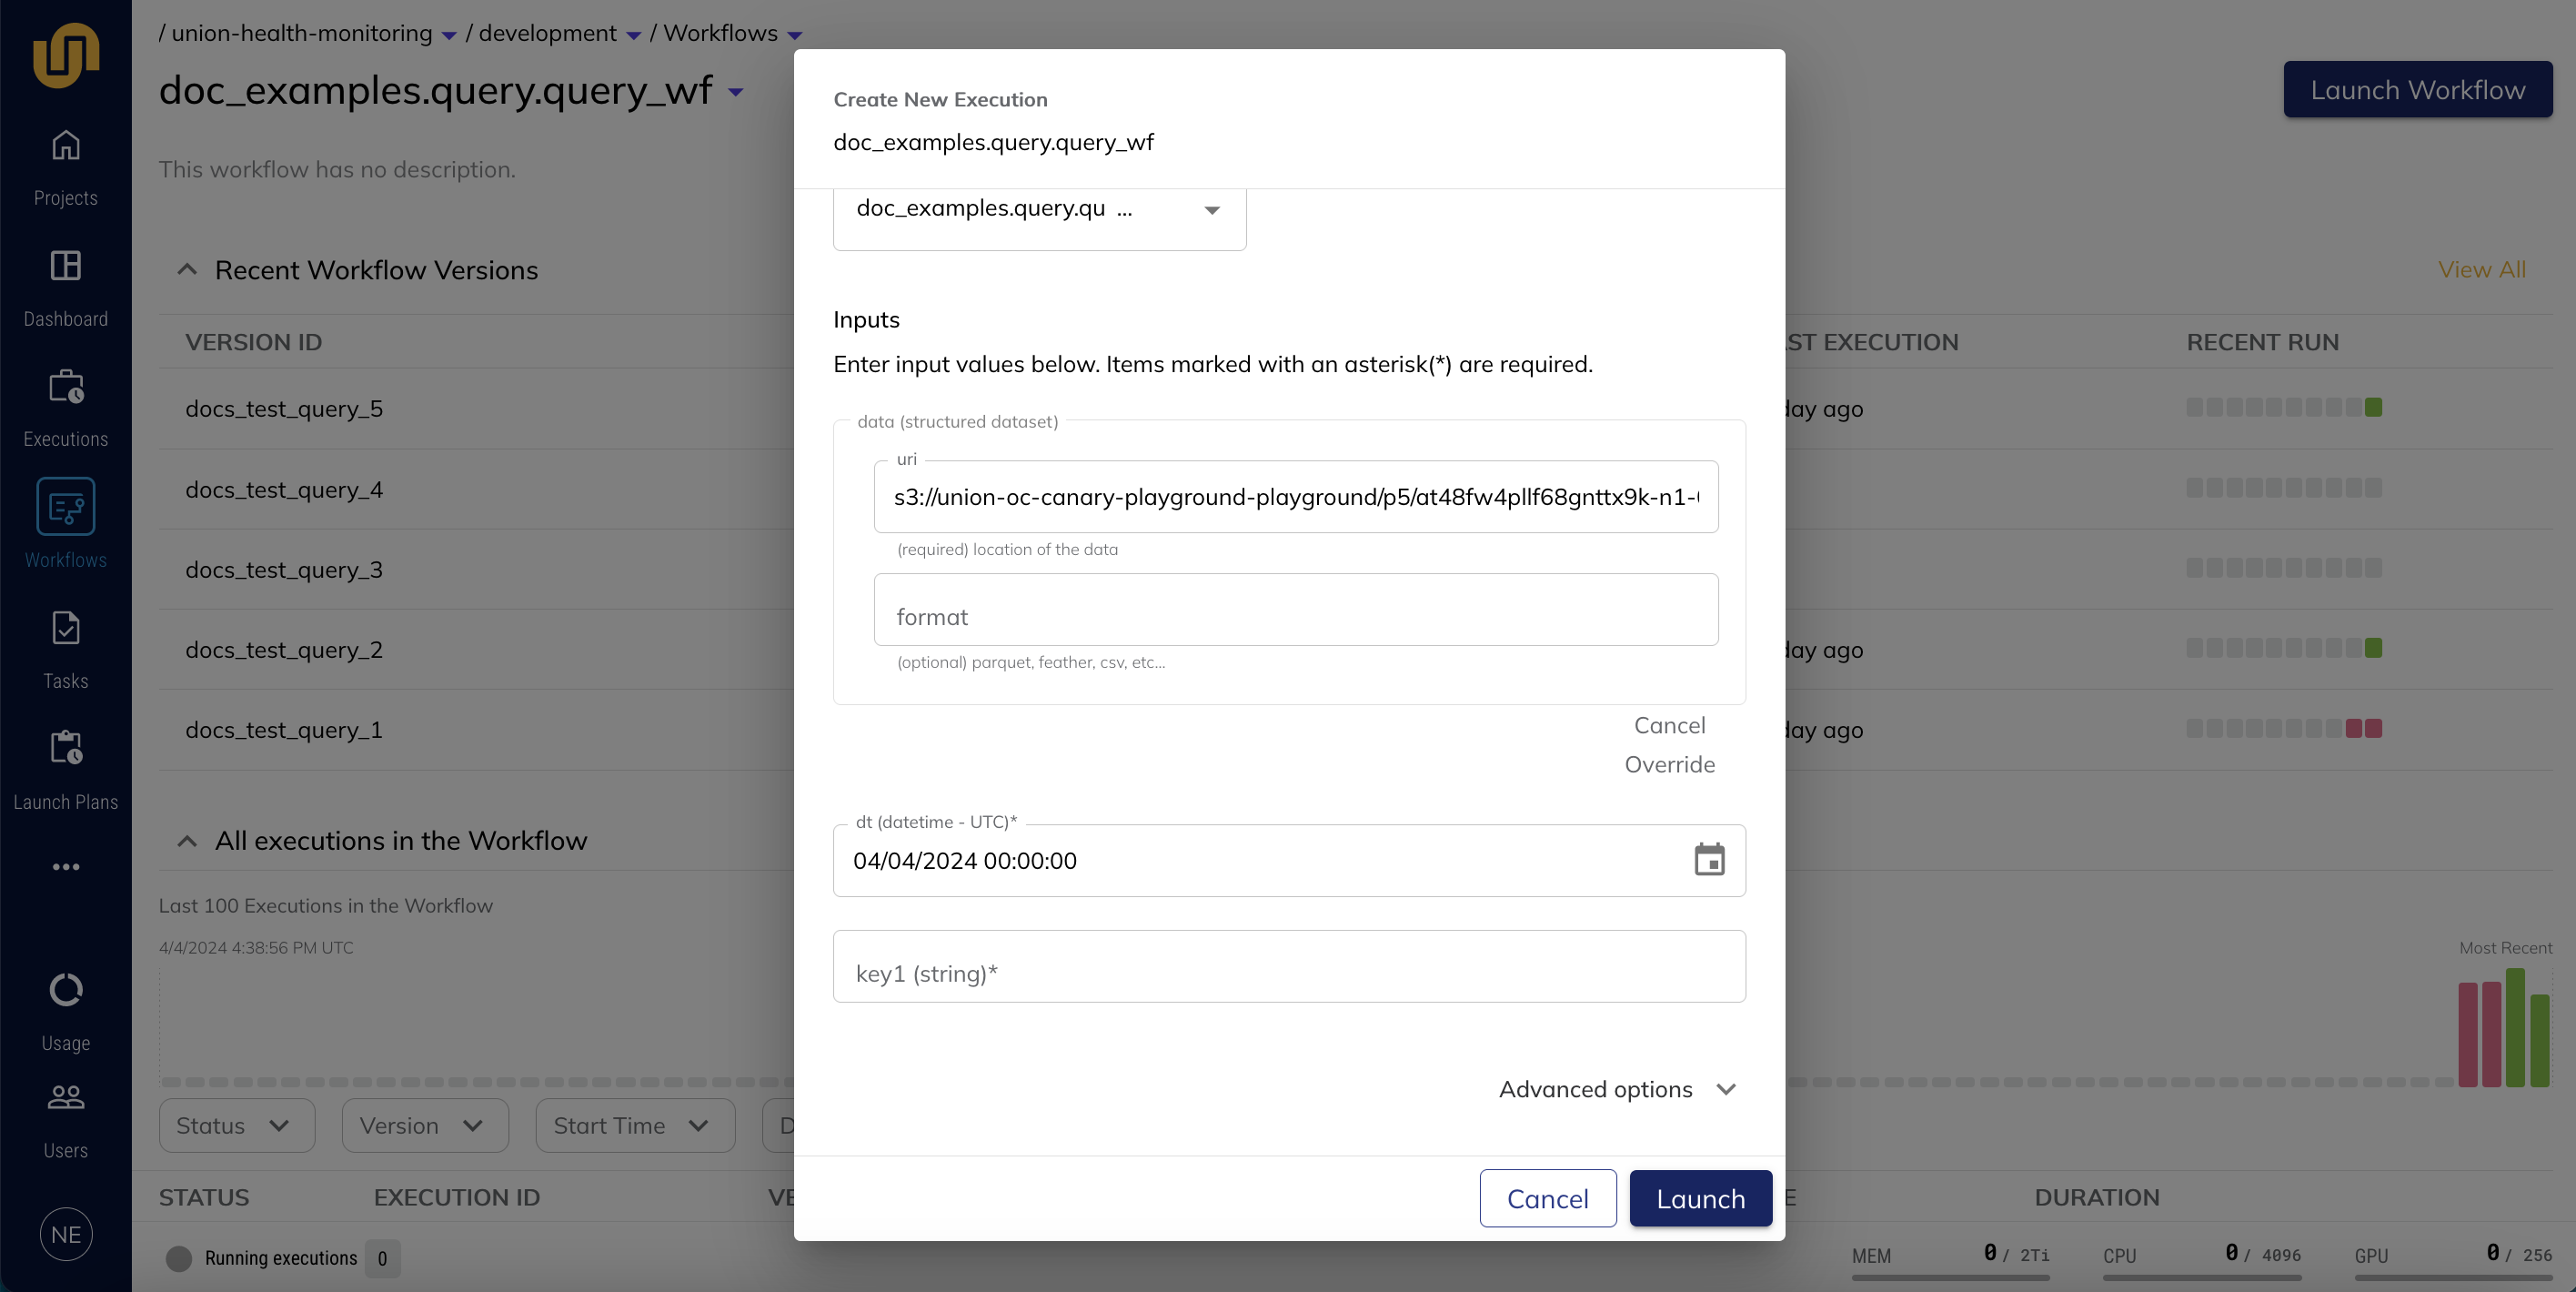 / union-health-monitoring / development / Workflows
doc_examples.query.query_wf
Launch Workflow
This workflow has no description.
Projects
Dashboard
Executions
Workflows
Tasks
Launch Plans
Usage
Users
NE
Recent Workflow Versions
View All
VERSION ID
ST EXECUTION
RECENT RUN
docs_test_query_5
day ago
docs_test_query_4
docs_test_query_3
docs_test_query_2
day ago
docs_test_query_1
day ago
All executions in the Workflow
Last 100 Executions in the Workflow
4/4/2024 4:38:56 PM UTC
Most Recent
Status
Version
Start Time
D
STATUS
EXECUTION ID
VE
E
DURATION
Running executions 0
MEM 0 / 2Ti
CPU 0 / 4096
GPU 0 / 256
Create New Execution
doc_examples.query.query_wf
doc_examples.query.qu ...
Inputs
Enter input values below. Items marked with an asterisk(*) are required.
data (structured dataset)
uri
s3://union-oc-canary-playground-playground/p5/at48fw4pllf68gnttx9k-n1-
(required) location of the data
format
(optional) parquet, feather, csv, etc...
Cancel
Override
dt (datetime - UTC)*
04/04/2024 00:00:00
key1 (string)*
Advanced options
Cancel
Launch